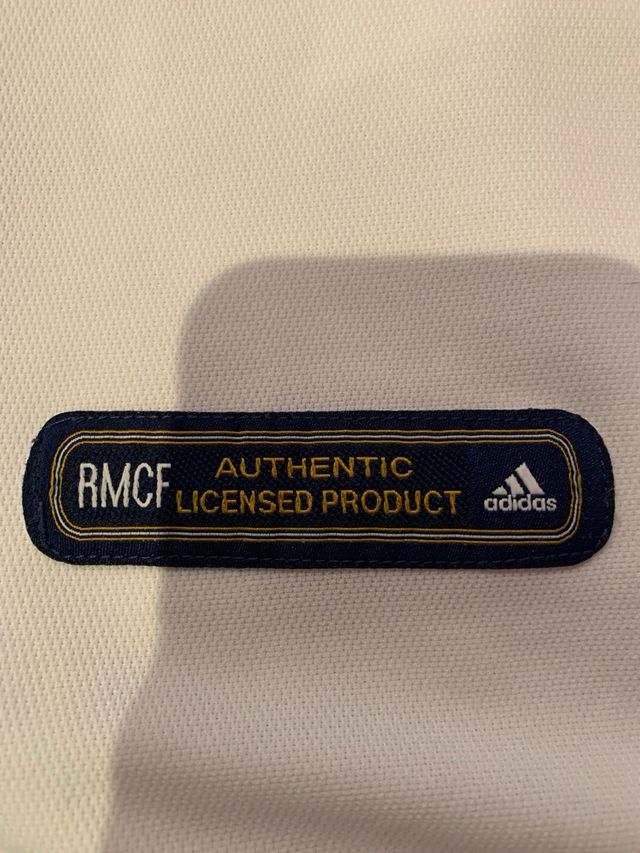 RMCF
AUTHENTIC
LICENSED PRODUCT
adidas